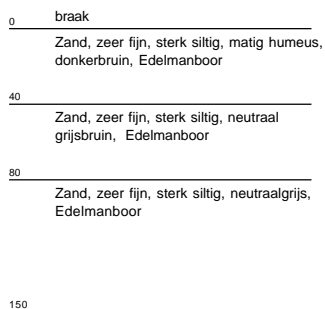 0 braak
Zand, zeer fijn, sterk siltig, matig humeus,
donkerbruin, Edelmanboor
40
Zand, zeer fijn, sterk siltig, neutraal
grijsbruin, Edelmanboor
80
Zand, zeer fijn, sterk siltig, neutraalgrijs,
Edelmanboor
150